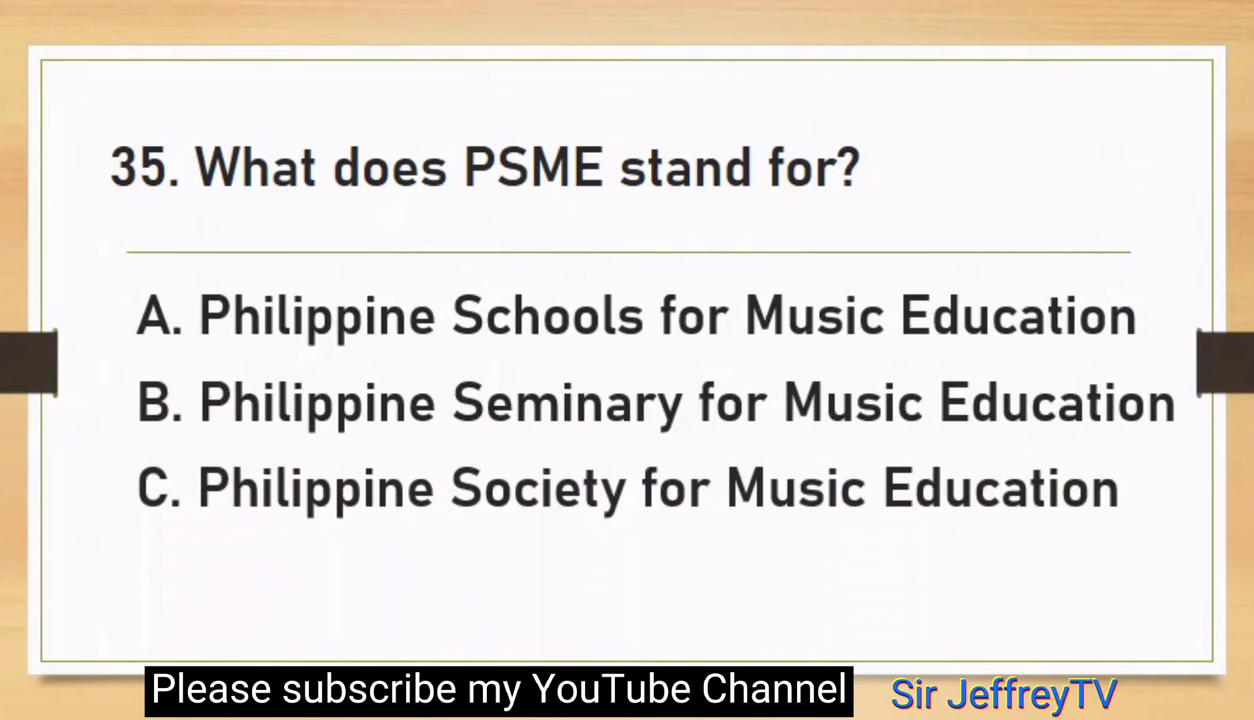 35. What does PSME stand for?
A. Philippine Schools for Music Education
B. Philippine Seminary for Music Education
C. Philippine Society for Music Education
Please subscribe my YouTube Channel
Sir JeffreyTV